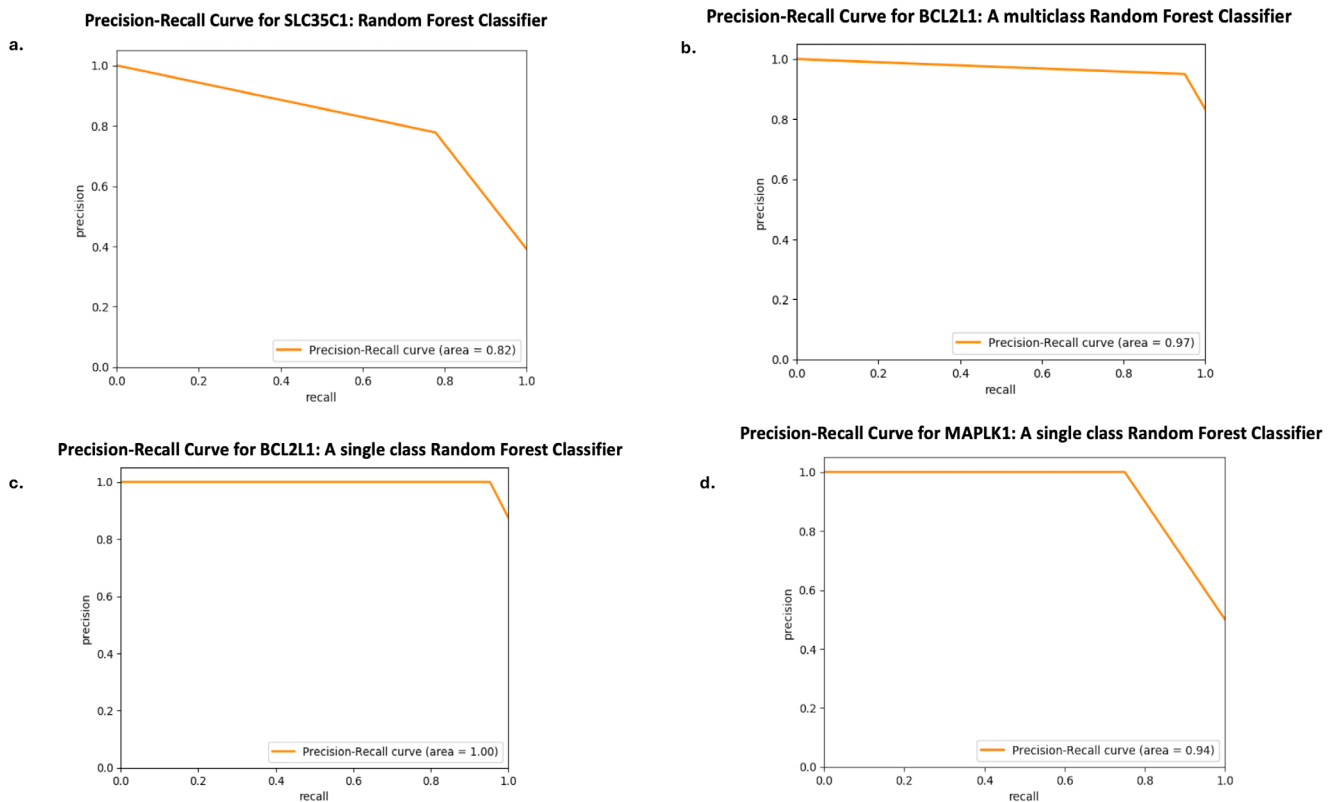 a.
Precision-Recall Curve for SLC35C1: Random Forest Classifier
1.0
0.8
0.6
0.4
0.2
0.0
precision
Precision-Recall curve (area = 0.82)
0.0 0.2 0.4 0.6 0.8 1.0
recall
b.
Precision-Recall Curve for BCL2L1: A multiclass Random Forest Classifier
1.0
0.8
0.6
0.4
0.2
0.0
precision
Precision-Recall curve (area = 0.97)
0.0 0.2 0.4 0.6 0.8 1.0
recall
c.
Precision-Recall Curve for BCL2L1: A single class Random Forest Classifier
1.0
0.8
0.6
0.4
0.2
0.0
precision
Precision-Recall curve (area = 1.00)
0.0 0.2 0.4 0.6 0.8 1.0
recall
d.
Precision-Recall Curve for MAPLK1: A single class Random Forest Classifier
1.0
0.8
0.6
0.4
0.2
0.0
precision
Precision-Recall curve (area = 0.94)
0.0 0.2 0.4 0.6 0.8 1.0
recall